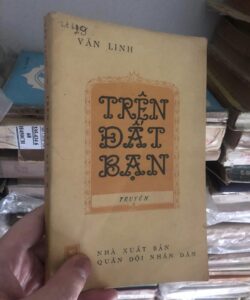 VĂN LINH
TRÊN
ĐẤT
BẠN
TRUYỆN
NHÀ XUẤT BẢN
QUÂN ĐỘI NHÂN DÂN